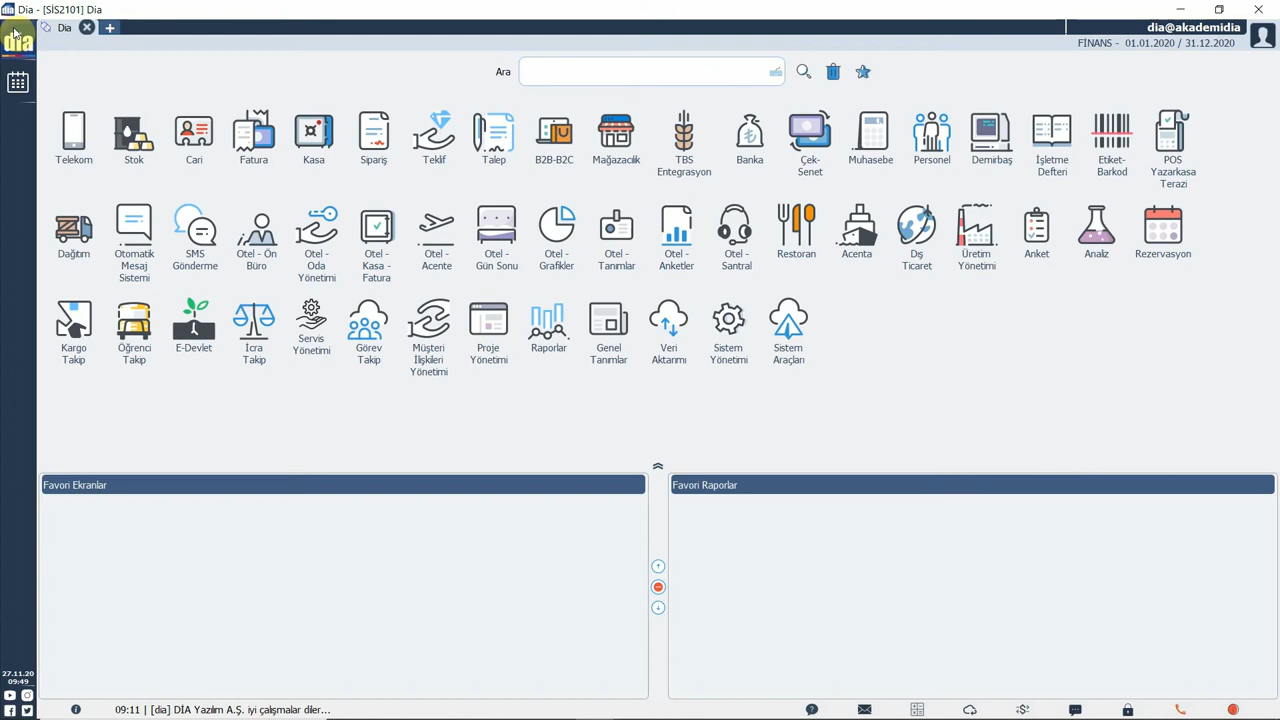 Dia - [SİS2101] Dia
Dia
dia@akademidia
FİNANS - 01.01.2020 / 31.12.2020
dia
Ara
Telekom
Stok
Cari
Fatura
Kasa
Sipariş
Teklif
Talep
B2B-B2C
Mağazacılık
TBS
Entegrasyon
Banka
Çek-
Senet
Muhasebe
Personel
Demirbaş
İşletme
Defteri
Etiket-
Barkod
POS
Yazarkasa
Terazi
Dağıtım
Otomatik
Mesaj
Sistemi
SMS
Gönderme
Otel - Ön
Büro
Otel -
Oda
Yönetimi
Otel -
Kasa -
Fatura
Otel -
Acente
Otel -
Gün Sonu
Otel -
Grafikler
Otel -
Tanımlar
Otel -
Anketler
Otel -
Santral
Restoran
Acenta
Dış
Ticaret
Üretim
Yönetimi
Anket
Analiz
Rezervasyon
Kargo
Takip
Öğrenci
Takip
E-Devlet
İcra
Takip
Servis
Yönetimi
Görev
Takip
Müşteri
İlişkileri
Yönetimi
Proje
Yönetimi
Raporlar
Genel
Tanımlar
Veri
Aktarımı
Sistem
Yönetimi
Sistem
Araçları
Favori Ekranlar
Favori Raporlar
27.11.20
09:49
09:11 | [dia] DİA Yazılım A.Ş. iyi çalışmalar diler...